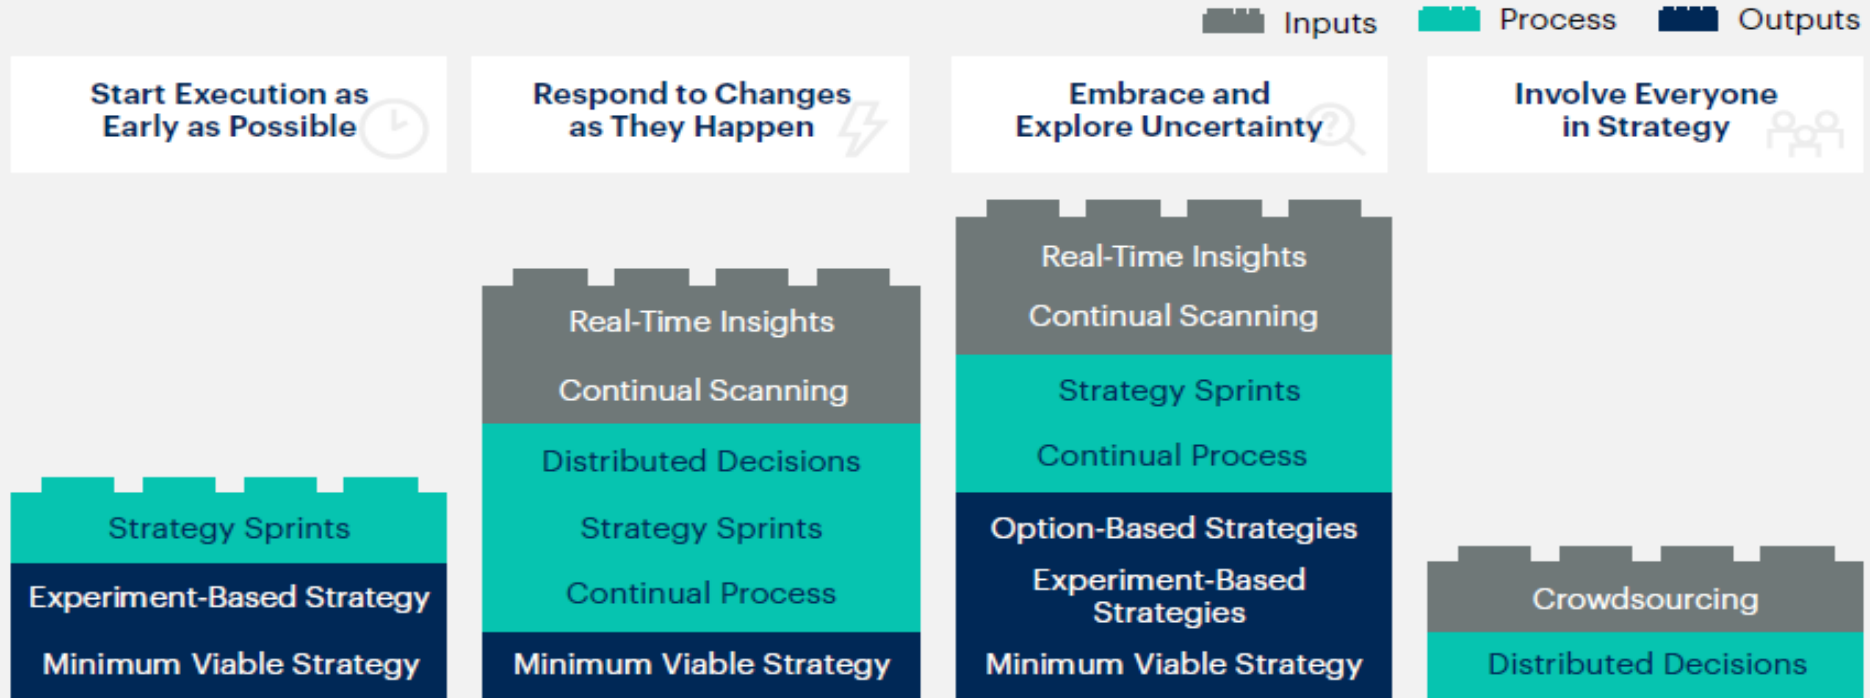 Inputs
Process
Outputs
Start Execution as
Early as Possible
Respond to Changes
as They Happen
Embrace and
Explore Uncertainty
?
Involve Everyone
in Strategy
Strategy Sprints
Experiment-Based Strategy
Minimum Viable Strategy
Real-Time Insights
Continual Scanning
Distributed Decisions
Strategy Sprints
Continual Process
Minimum Viable Strategy
Real-Time Insights
Continual Scanning
Strategy Sprints
Continual Process
Option-Based Strategies
Experiment-Based
Strategies
Minimum Viable Strategy
Crowdsourcing
Distributed Decisions